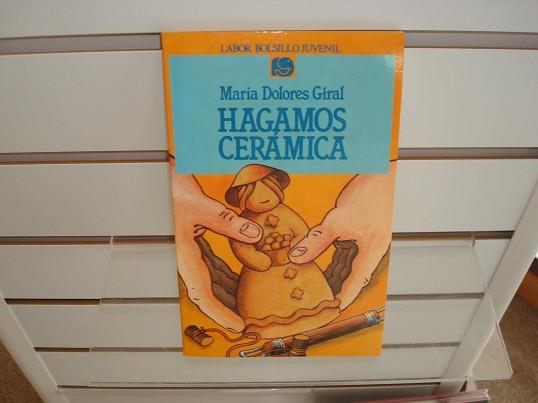 LABOR BOLSILLO JUVENIL
María Dolores Giral
HAGAMOS
CERÁMICA